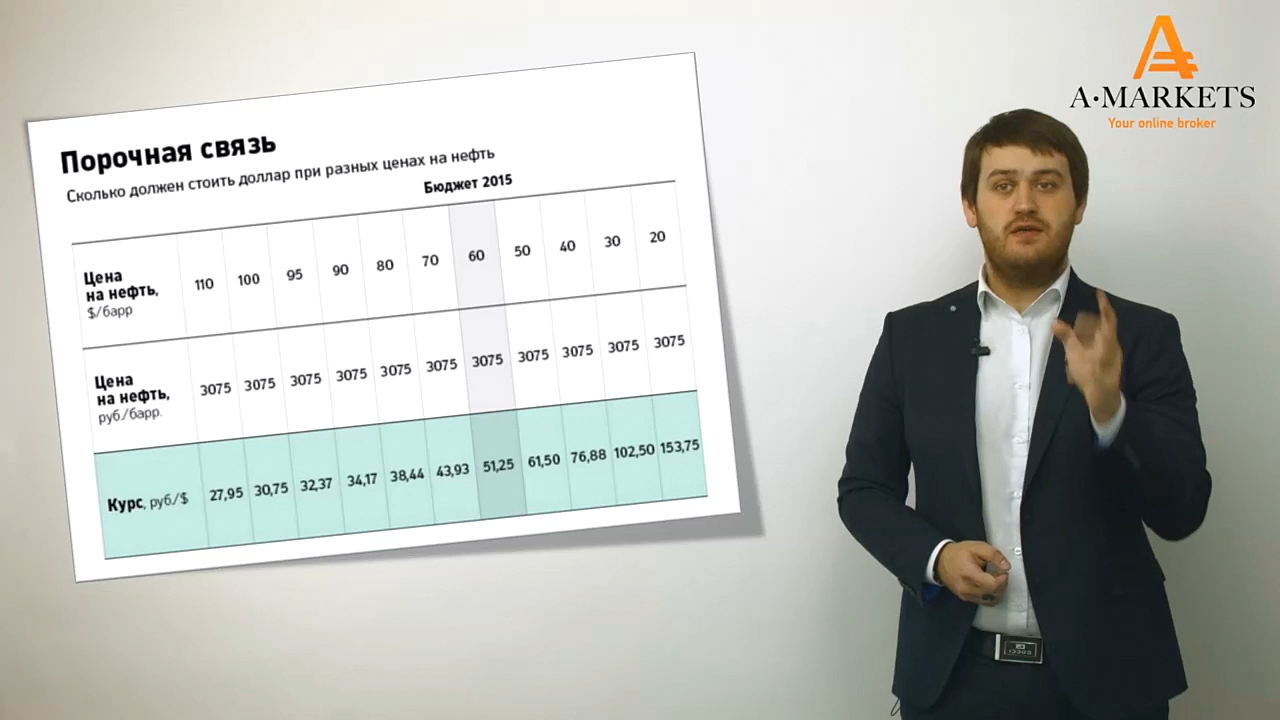 A·MARKETS
Your online broker
Порочная связь
Сколько должен стоить доллар при разных ценах на нефть
Бюджет 2015
Цена на нефть, $/барр 110 100 95 90 80 70 60 50 40 30 20
Цена на нефть, руб./барр. 3075 3075 3075 3075 3075 3075 3075 3075 3075 3075 3075
Курс, руб./$ 27,95 30,75 32,37 34,17 38,44 43,93 51,25 61,50 76,88 102,50 153,75